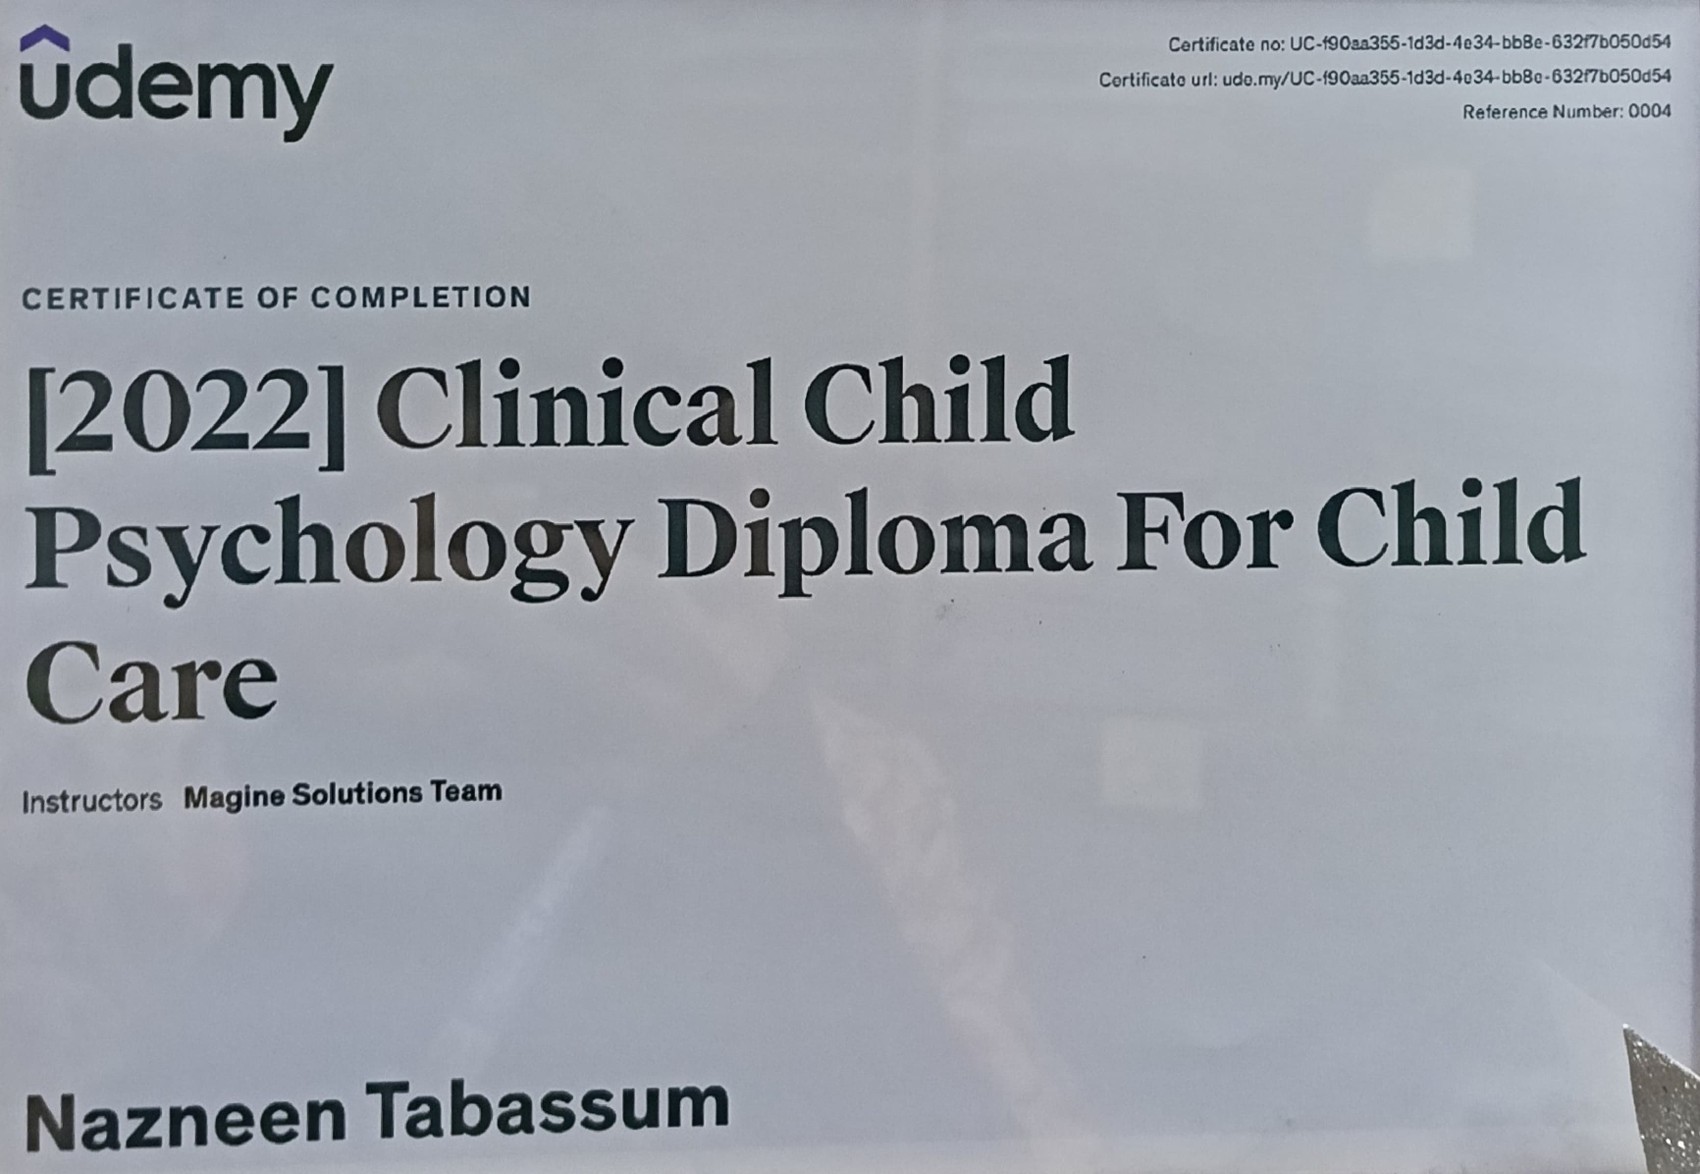 udemy
Certificate no: UC-f90aa355-1d3d-4e34-bb8e-632f7b050d54
Certificate url: ude.my/UC-f90aa355-1d3d-4e34-bb8e-632f7b050d54
Reference Number: 0004
CERTIFICATE OF COMPLETION
[2022] Clinical Child
Psychology Diploma For Child
Care
Instructors Magine Solutions Team
Nazneen Tabassum